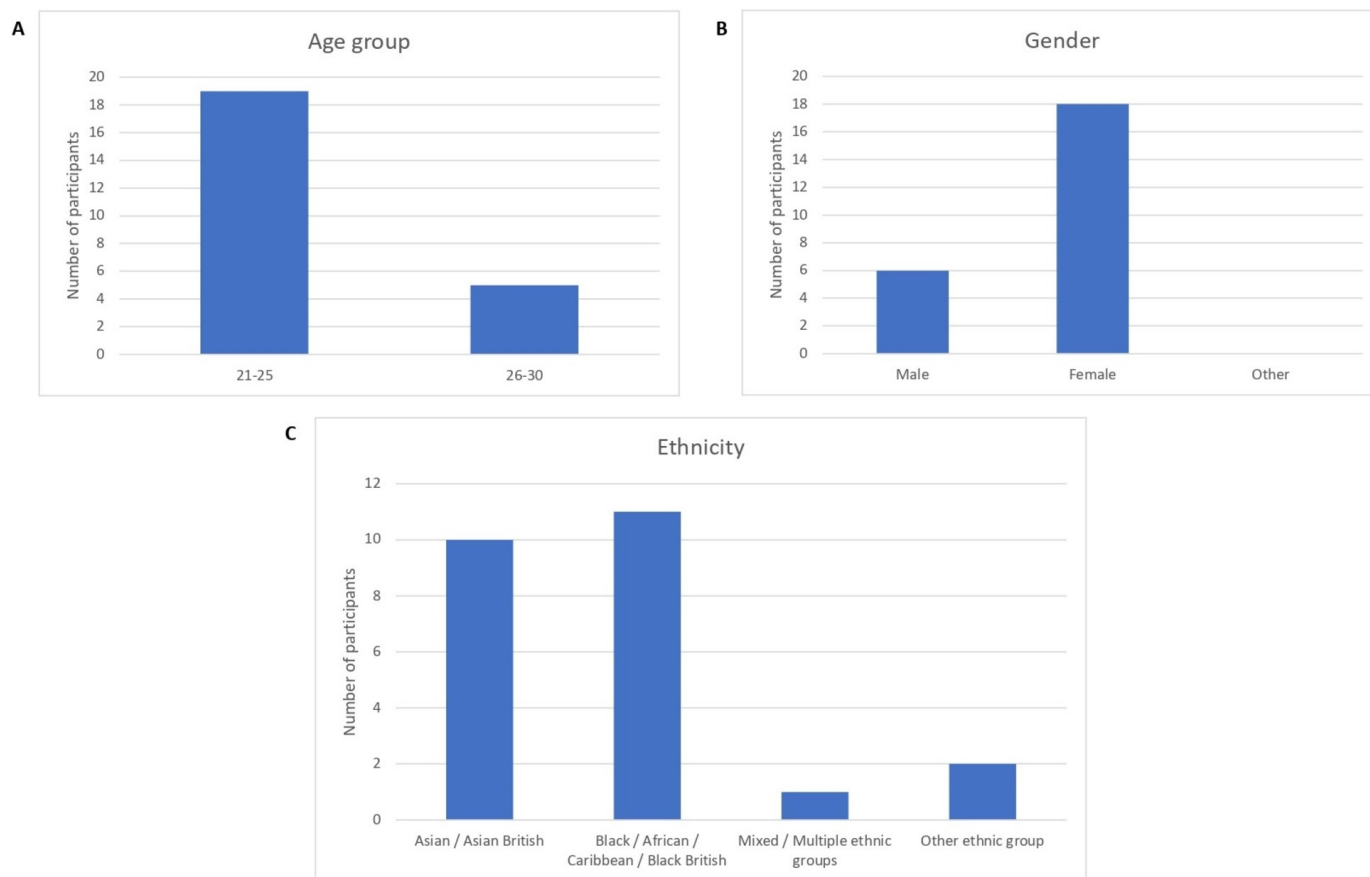 A
Age group
Number of participants
20
18
16
14
12
10
8
6
4
2
0
21-25
26-30
B
Gender
Number of participants
20
18
16
14
12
10
8
6
4
2
0
Male
Female
Other
C
Ethnicity
Number of participants
12
10
8
6
4
2
0
Asian / Asian British
Black / African /
Caribbean / Black British
Mixed / Multiple ethnic
groups
Other ethnic group